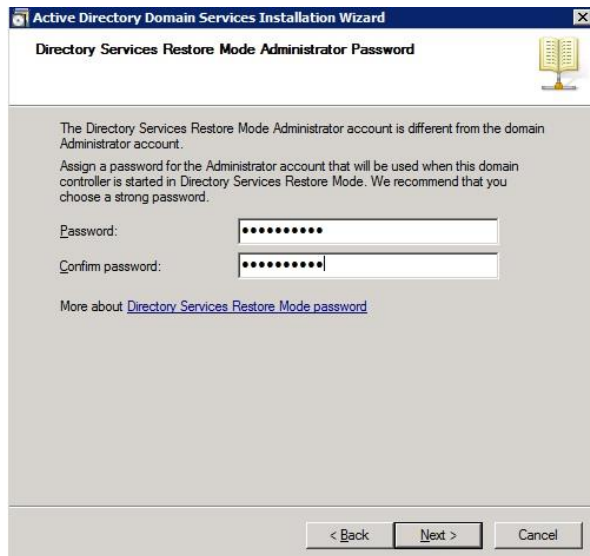 Active Directory Domain Services Installation Wizard
Directory Services Restore Mode Administrator Password
The Directory Services Restore Mode Administrator account is different from the domain
Administrator account.
Assign a password for the Administrator account that will be used when this domain
controller is started in Directory Services Restore Mode. We recommend that you
choose a strong password.
Password: ●●●●●●●●●●
Confirm password: ●●●●●●●●●●
More about Directory Services Restore Mode password
< Back Next > Cancel